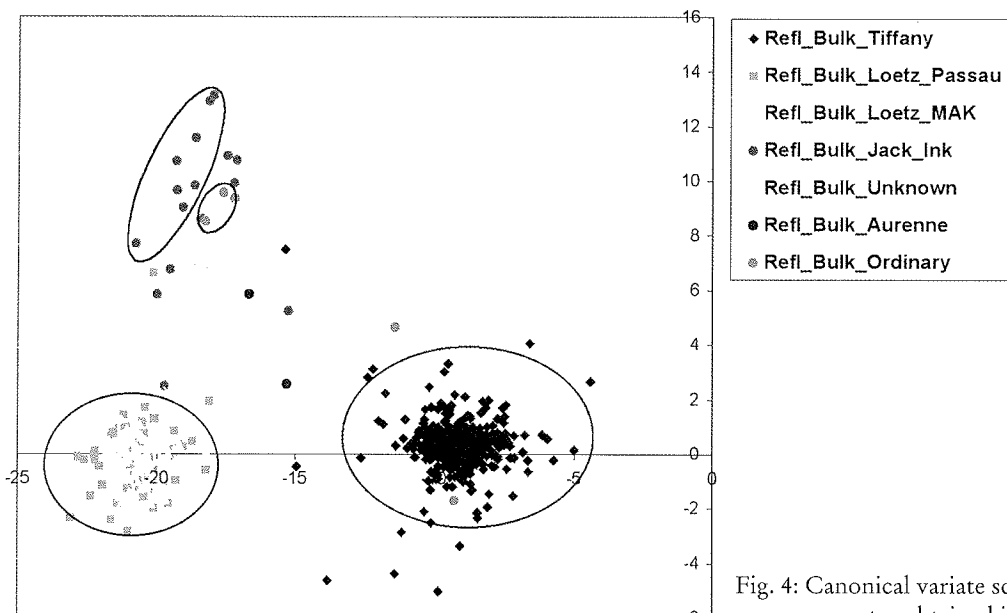 16
14
12
10
8
6
4
2
0
-2
-4
-25
-20
-15
-5
0
Refl_Bulk_Tiffany
Refl_Bulk_Loetz_Passau
Refl_Bulk_Loetz_MAK
Refl_Bulk_Jack_Ink
Refl_Bulk_Unknown
Refl_Bulk_Aurenne
Refl_Bulk_Ordinary
Fig. 4: Canonical variate